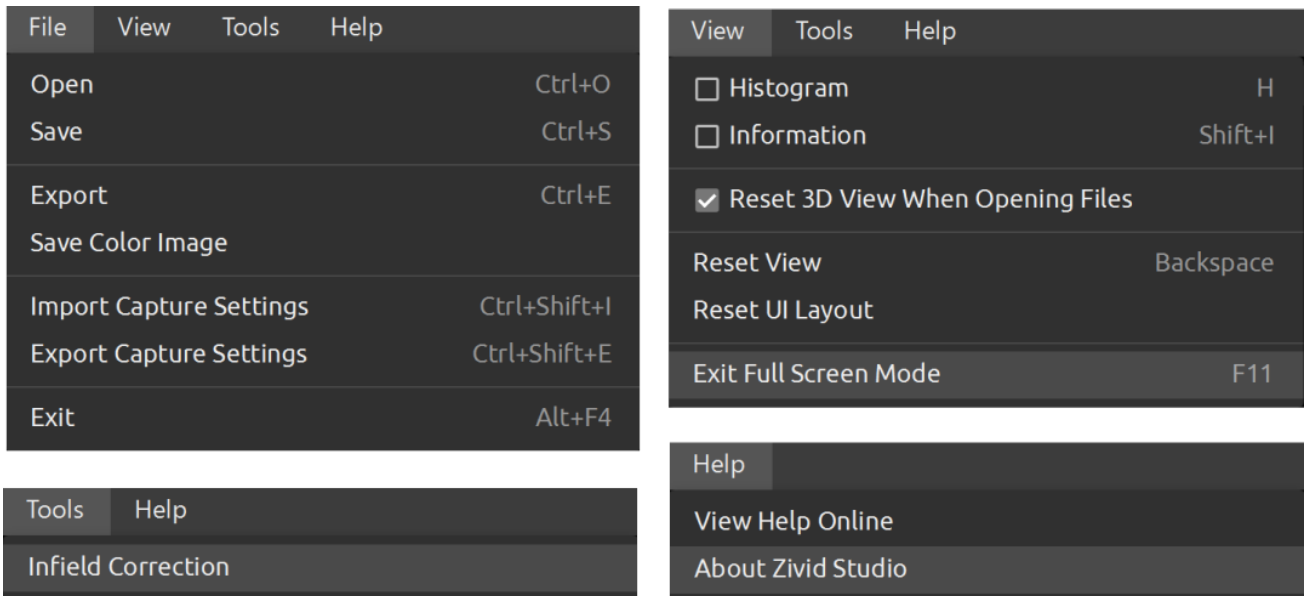 File View Tools Help
Open Ctrl+O
Save Ctrl+S
Export Ctrl+E
Save Color Image
Import Capture Settings Ctrl+Shift+I
Export Capture Settings Ctrl+Shift+E
Exit Alt+F4
View Tools Help
Histogram H
Information Shift+I
Reset 3D View When Opening Files
Reset View Backspace
Reset UI Layout
Exit Full Screen Mode F11
Tools Help
Infield Correction
Help
View Help Online
About Zivid Studio